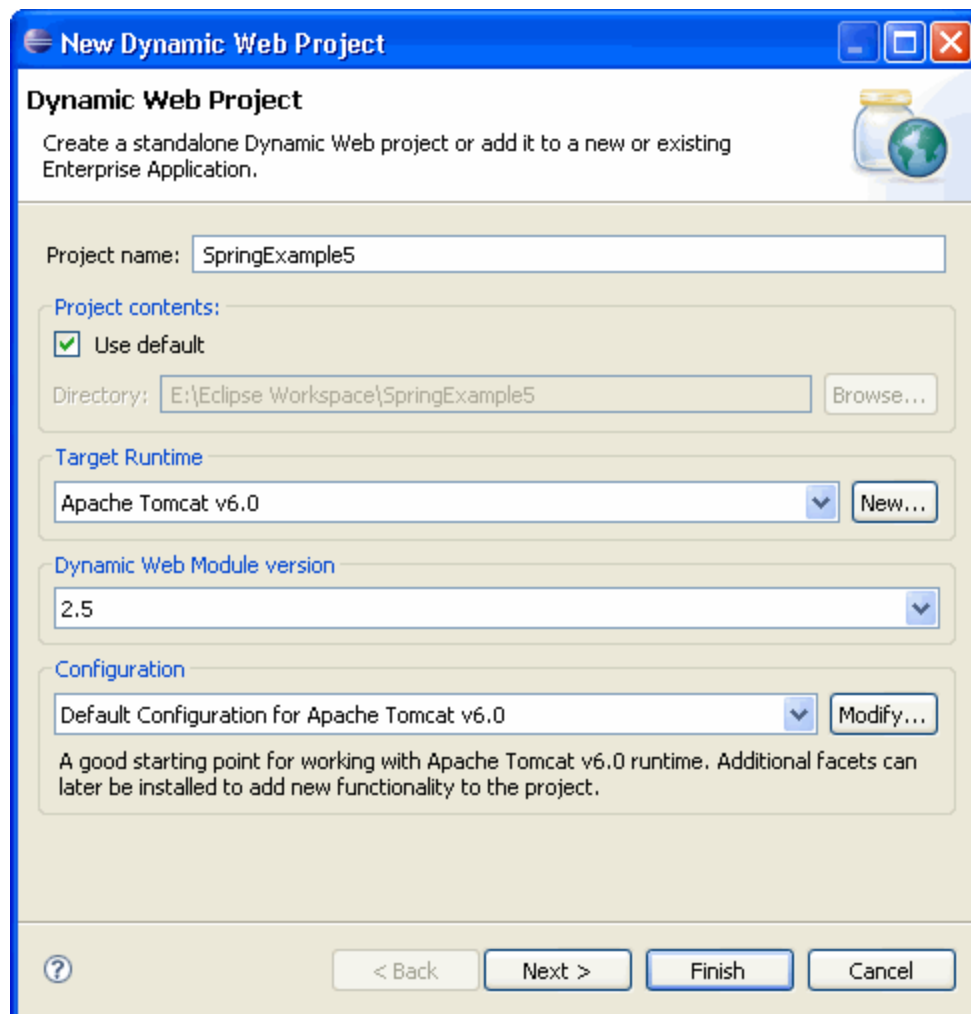 New Dynamic Web Project
Dynamic Web Project
Create a standalone Dynamic Web project or add it to a new or existing
Enterprise Application.
Project name: SpringExample5
Project contents:
Use default
Directory: E:\Eclipse Workspace\SpringExample5 Browse...
Target Runtime
Apache Tomcat v6.0 New...
Dynamic Web Module version
2.5
Configuration
Default Configuration for Apache Tomcat v6.0 Modify...
A good starting point for working with Apache Tomcat v6.0 runtime. Additional facets can
later be installed to add new functionality to the project.
? < Back Next > Finish Cancel